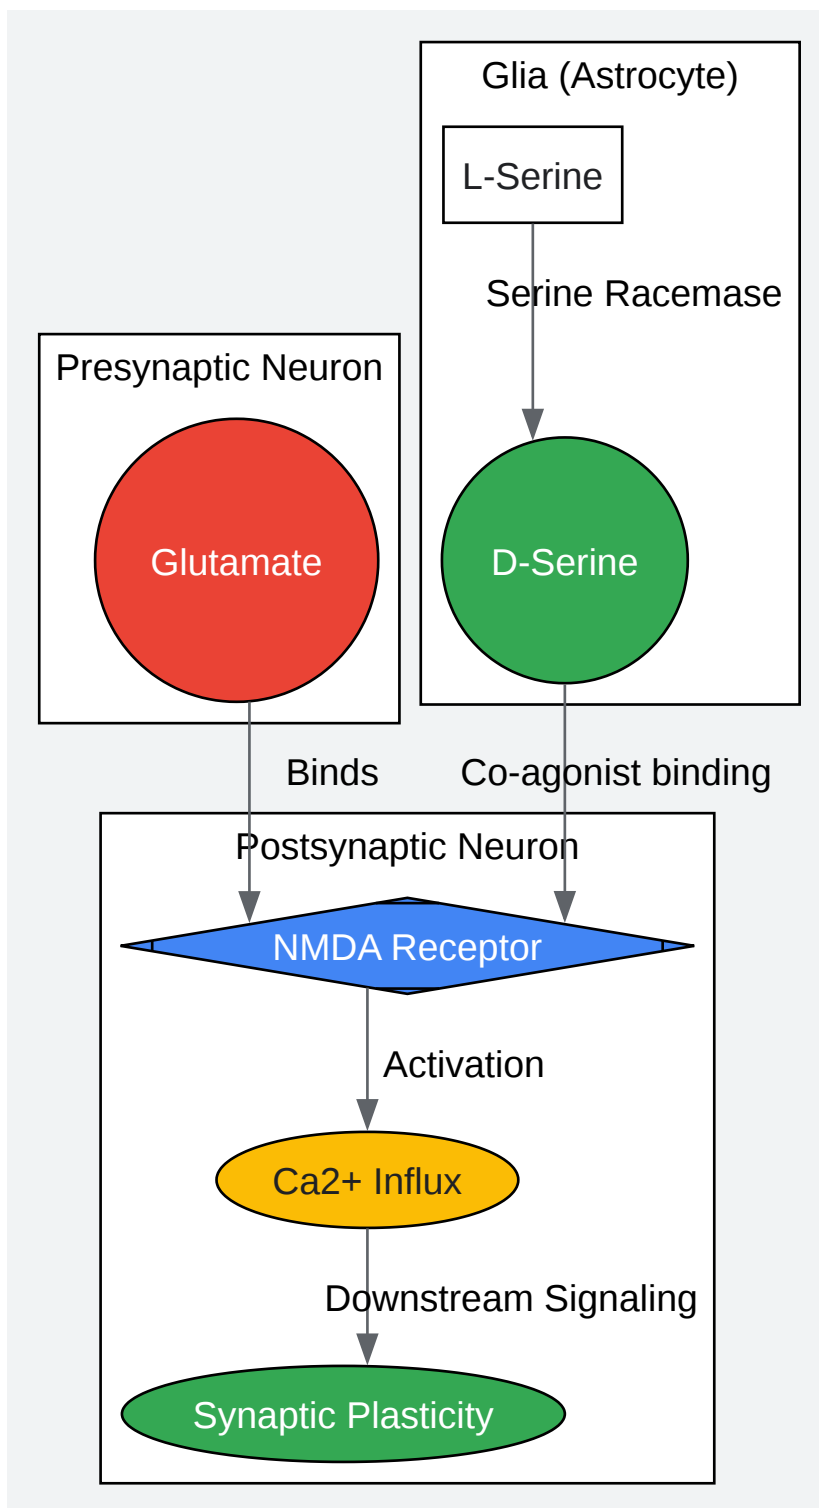 Glia (Astrocyte)
L-Serine
Serine Racemase
Presynaptic Neuron
Glutamate
D-Serine
Binds
Co-agonist binding
Postsynaptic Neuron
NMDA Receptor
Activation
Ca2+ Influx
Downstream Signaling
Synaptic Plasticity